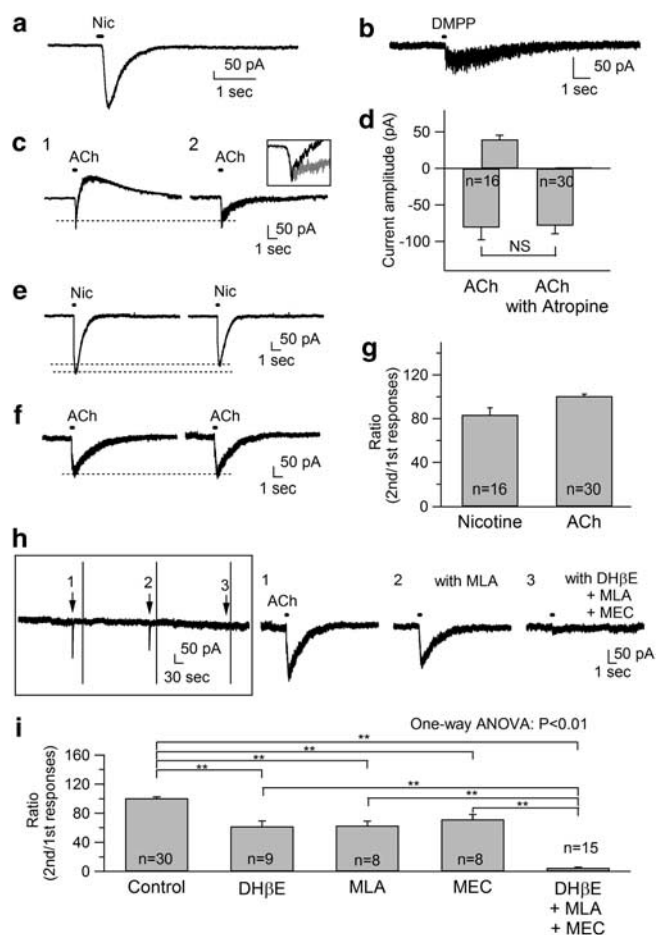 a
Nic
50 pA
1 sec
b
DMPP
50 pA
1 sec
c
1
ACh
2
ACh
50 pA
1 sec
d
Current amplitude (pA)
50
0
-50
-100
n=16
n=30
NS
ACh
ACh
with Atropine
e
Nic
Nic
50 pA
1 sec
f
ACh
ACh
50 pA
1 sec
g
Ratio
(2nd/1st responses)
120
80
40
0
n=16
n=30
Nicotine
ACh
h
1
2
3
50 pA
30 sec
1
ACh
2
with MLA
3
with DHβE
+ MLA
+ MEC
50 pA
1 sec
i
One-way ANOVA: P<0.01
**
**
**
**
**
**
**
Ratio
(2nd/1st responses)
160
120
80
40
0
n=30
n=9
n=8
n=8
n=15
Control
DHβE
MLA
MEC
DHβE
+ MLA
+ MEC